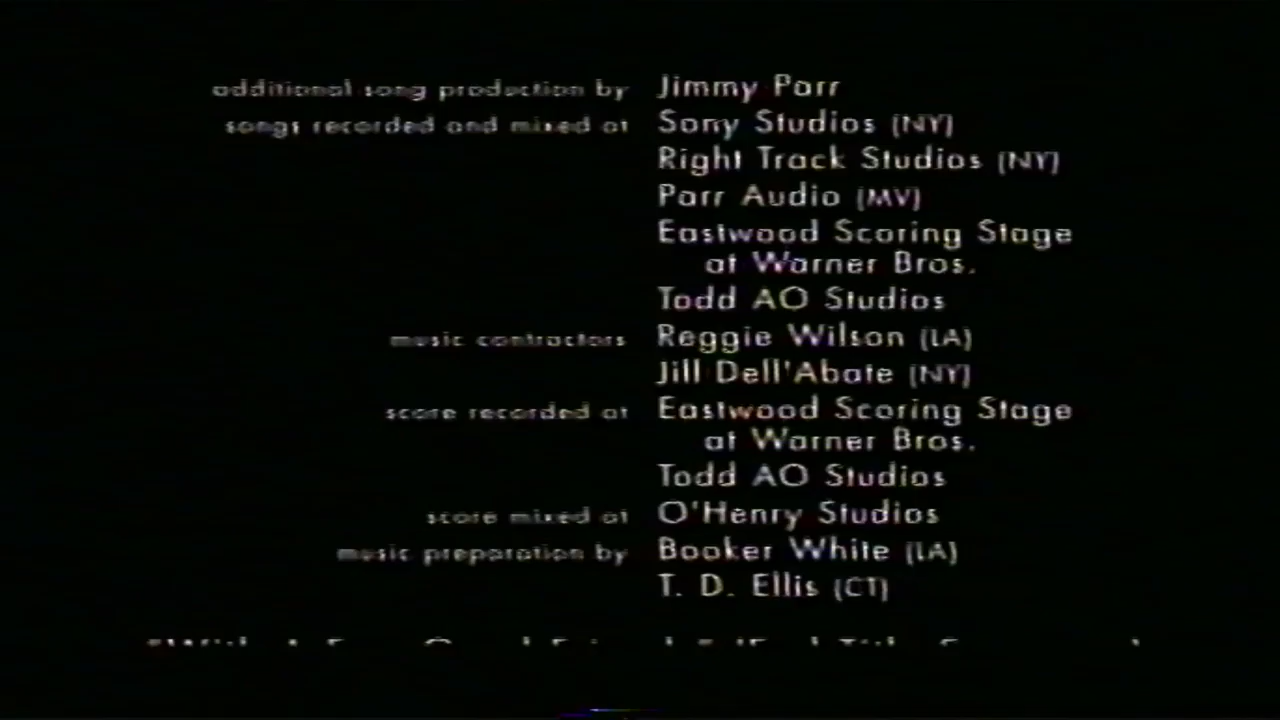 additional song production by Jimmy Parr
songs recorded and mixed at Sony Studios (NY)
Right Track Studios (NY)
Parr Audio (MV)
Eastwood Scoring Stage
at Warner Bros.
Todd AO Studios
music contractors Reggie Wilson (LA)
Jill Dell'Abate (NY)
score recorded at Eastwood Scoring Stage
at Warner Bros.
Todd AO Studios
score mixed at O'Henry Studios
music preparation by Booker White (LA)
T. D. Ellis (CT)